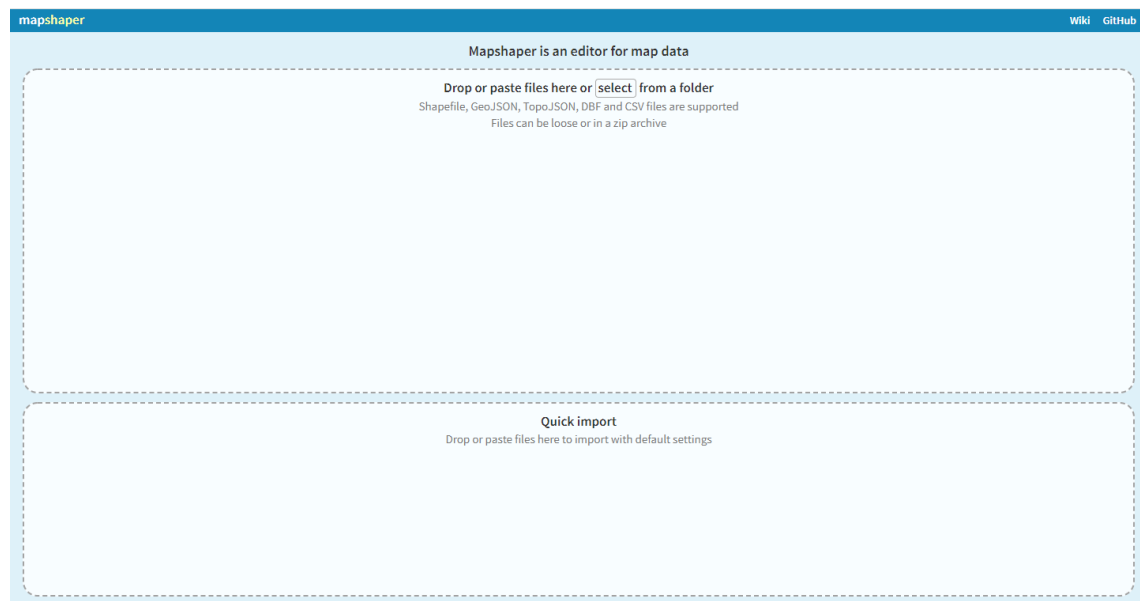 mapshaper
Wiki GitHub
Mapshaper is an editor for map data
Drop or paste files here or select from a folder
Shapefile, GeoJSON, TopoJSON, DBF and CSV files are supported
Files can be loose or in a zip archive
Quick import
Drop or paste files here to import with default settings